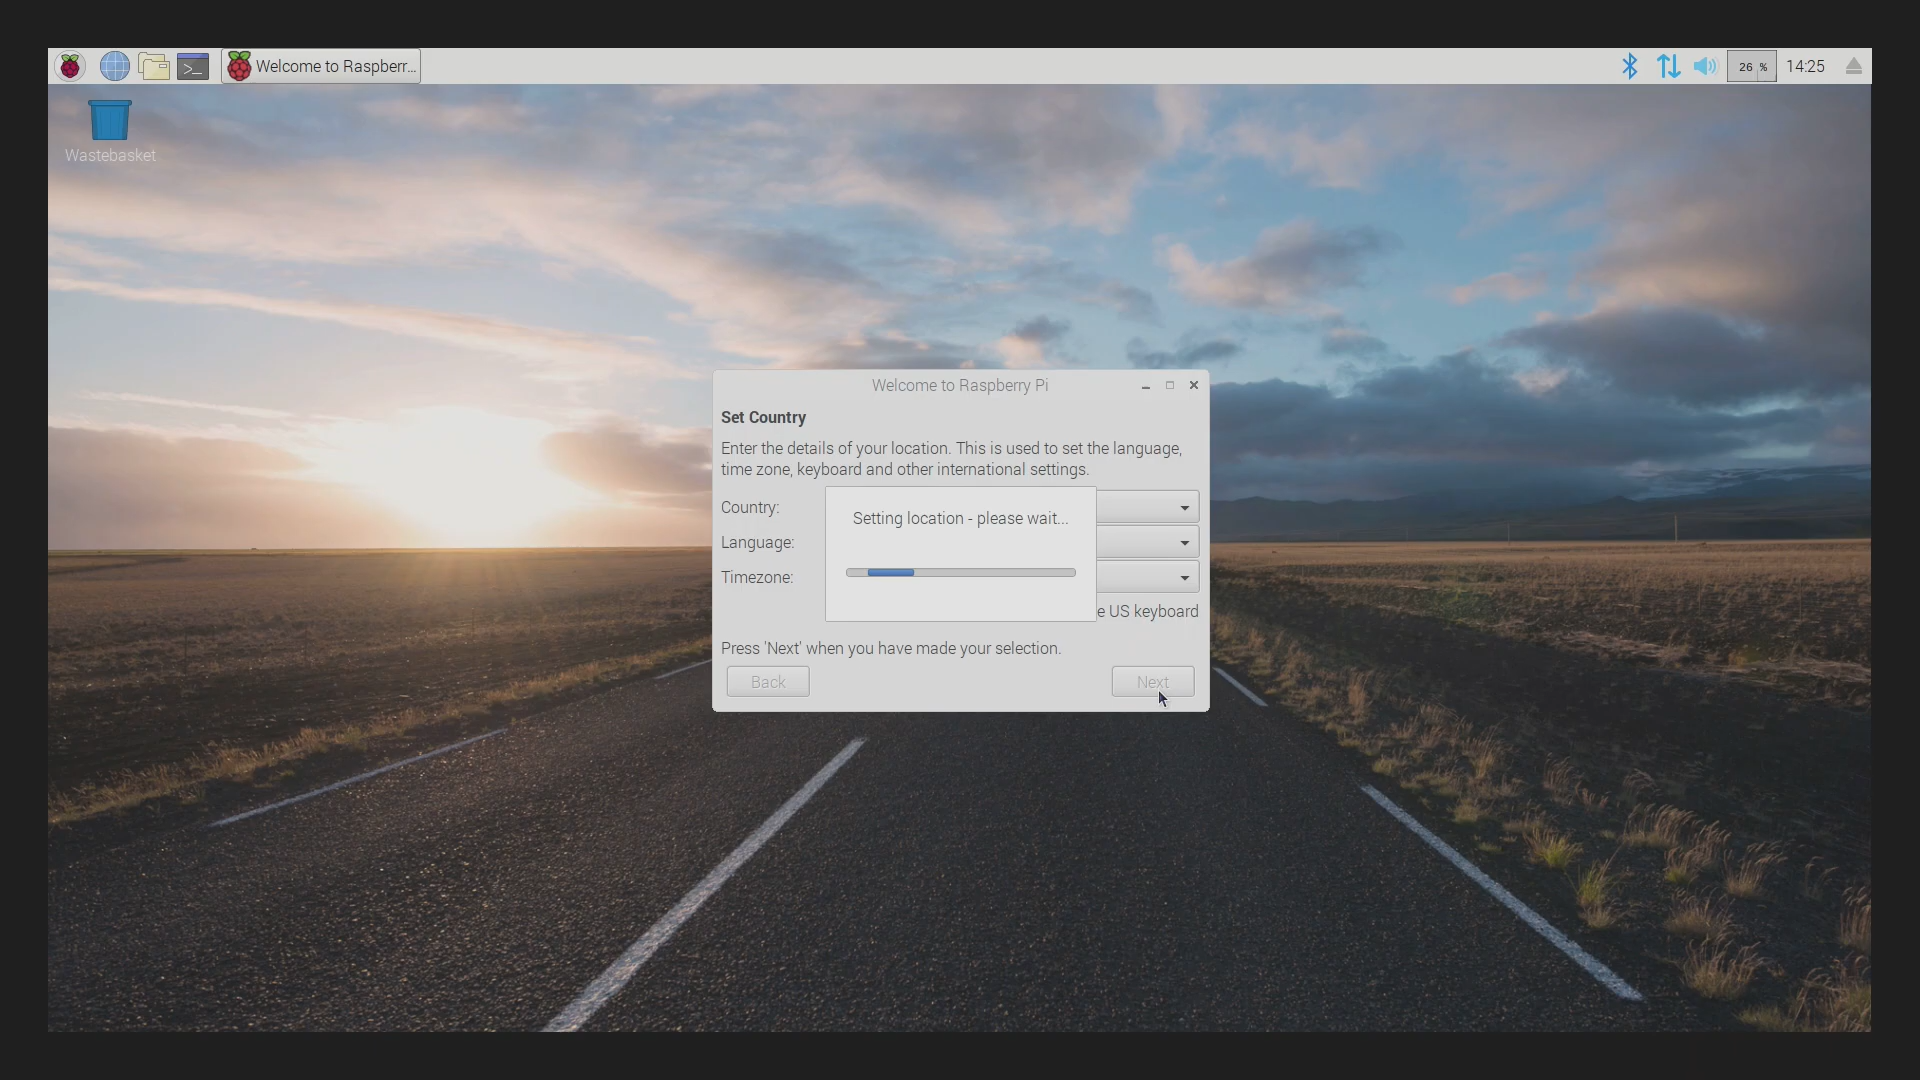 Welcome to Raspberr...
26 %
14:25
Wastebasket
Welcome to Raspberry Pi
Set Country
Enter the details of your location. This is used to set the language,
time zone, keyboard and other international settings.
Country:
Setting location - please wait...
Language:
Timezone:
e US keyboard
Press 'Next' when you have made your selection.
Back
Next